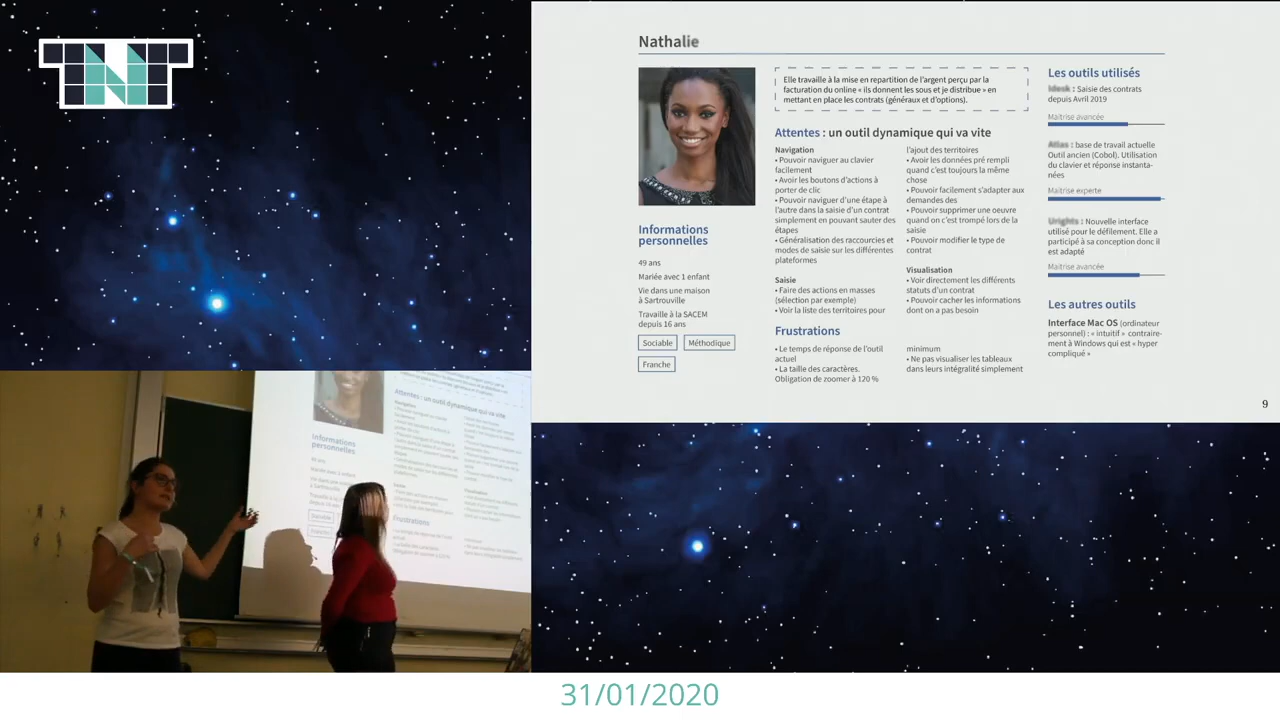 TNT
Nathalie
Elle travaille à la mise en repartition de l'argent perçu par la
facturation du online « ils donnent les sous et je distribue » en
mettant en place les contrats (généraux et d'options).
Informations
personnelles
49 ans
Mariée avec 1 enfant
Vie dans une maison
à Sartrouville
Travaille à la SACEM
depuis 16 ans
Sociable
Méthodique
Franche
Attentes : un outil dynamique qui va vite
Navigation
• Pouvoir naviguer au clavier
facilement
• Avoir les boutons d'actions à
porter de clic
• Pouvoir naviguer d'une étape à
l'autre dans la saisie d'un contrat
simplement en pouvant sauter des
étapes
• Généralisation des raccourcies et
modes de saisie sur les différentes
plateformes
Saisie
• Faire des actions en masses
(sélection par exemple)
• Voir la liste des territoires pour
l'ajout des territoires
• Avoir les données pré rempli
quand c'est toujours la même
chose
• Pouvoir facilement s'adapter aux
demandes des
• Pouvoir supprimer une oeuvre
quand on c'est trompé lors de la
saisie
• Pouvoir modifier le type de
contrat
Visualisation
• Voir directement les différents
statuts d'un contrat
• Pouvoir cacher les informations
dont on a pas besoin
Frustrations
• Le temps de réponse de l'outil
actuel
• La taille des caractères.
Obligation de zoomer à 120 %
minimum
• Ne pas visualiser les tableaux
dans leurs intégralité simplement
Les outils utilisés
: Saisie des contrats
depuis Avril 2019
Maitrise avancée
: base de travail actuelle
Outil ancien (Cobol). Utilisation
du clavier et réponse instanta-
nées
Maitrise experte
: Nouvelle interface
utilisé pour le défilement. Elle a
participé à sa conception donc il
est adapté
Maitrise avancée
Les autres outils
Interface Mac OS (ordinateur
personnel) : « intuitif » contraire-
ment à Windows qui est « hyper
compliqué »
9
Attentes : un outil dynamique qui va vite
Informations
personnelles
Frustrations
31/01/2020